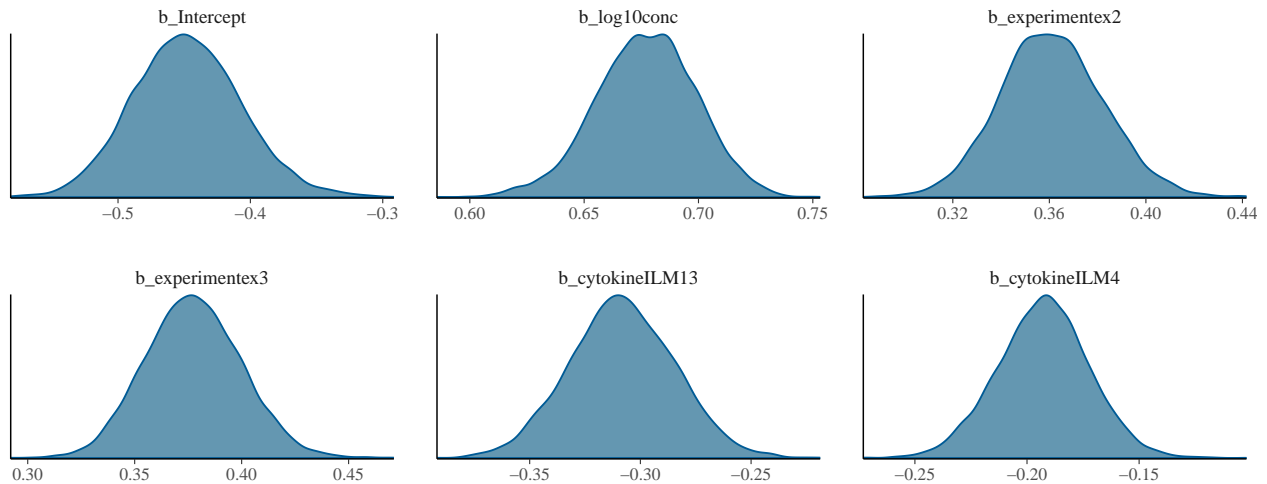 b_Intercept b_log10conc b_experimentex2
−0.5 −0.4 −0.3 0.60 0.65 0.70 0.75 0.32 0.36 0.40 0.44
b_experimentex3 b_cytokineILM13 b_cytokineILM4
0.30 0.35 0.40 0.45 −0.35 −0.30 −0.25 −0.25 −0.20 −0.15